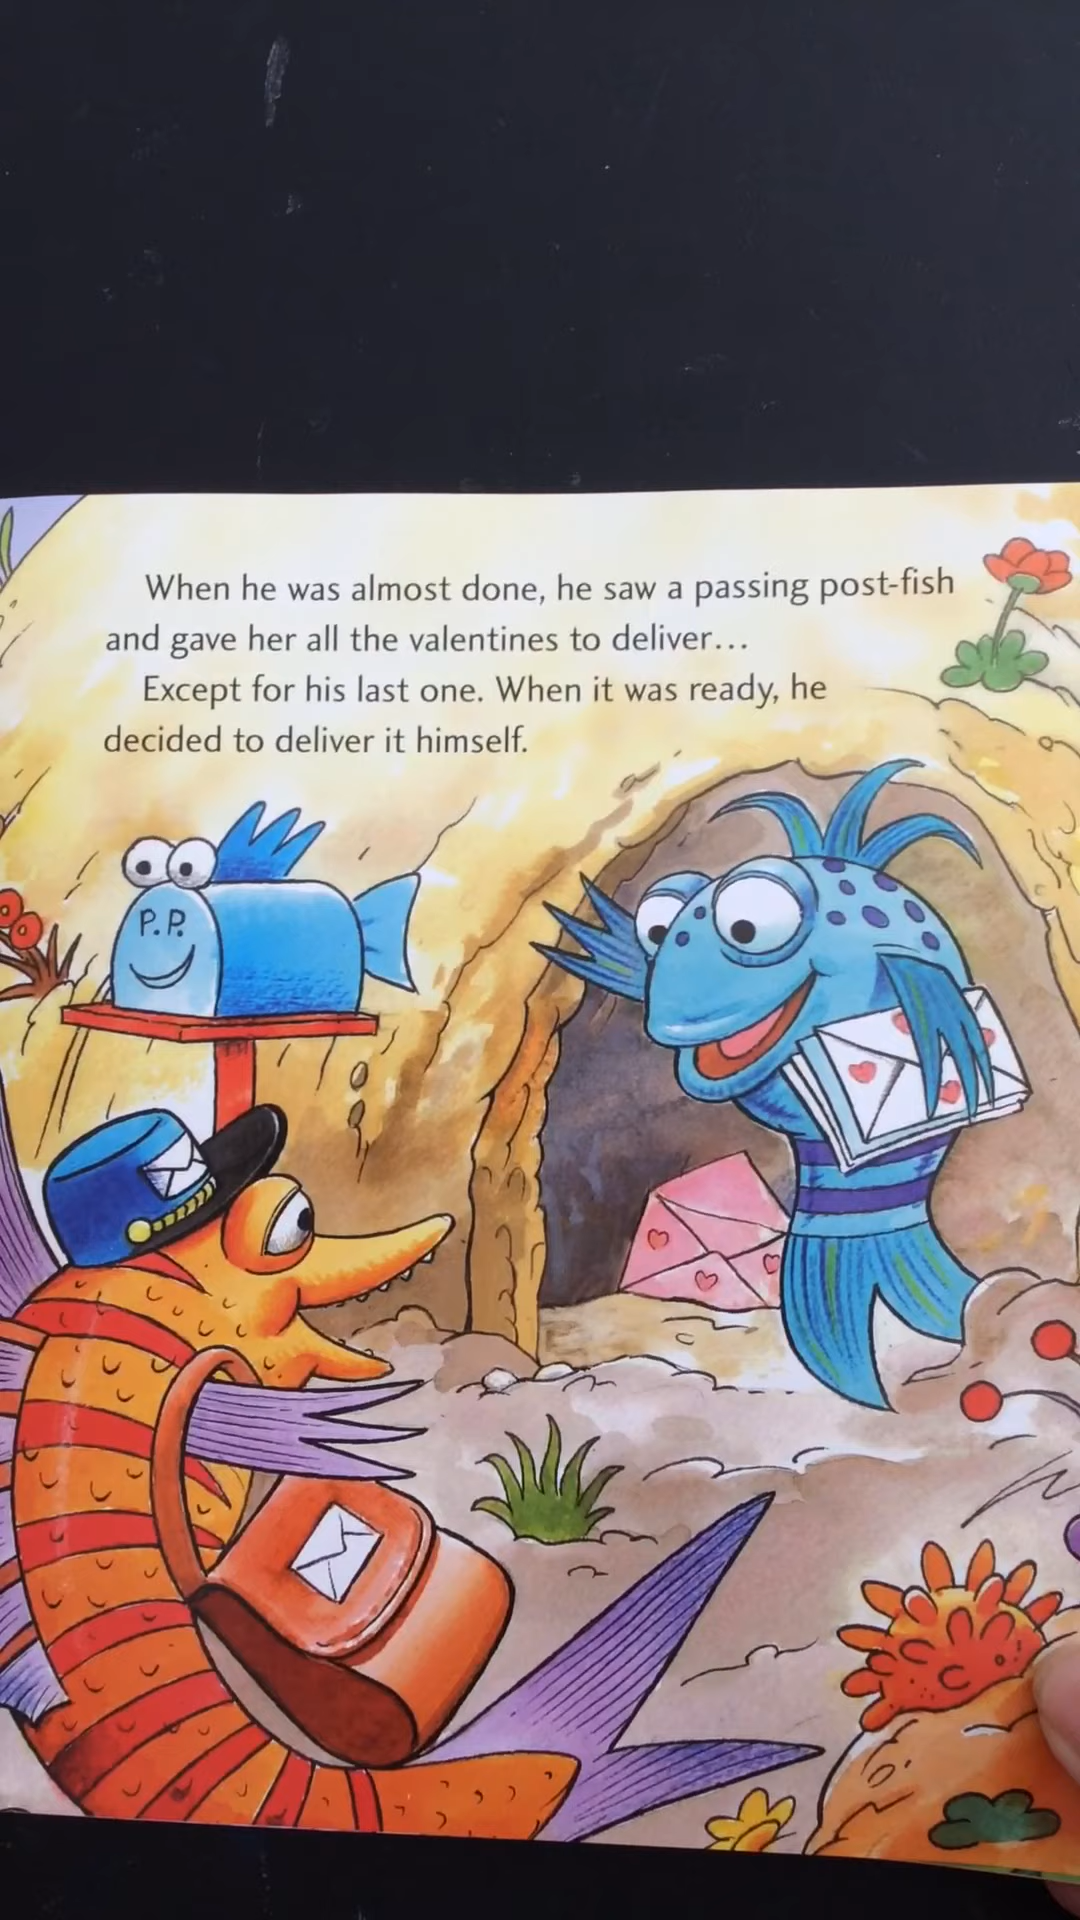 When he was almost done, he saw a passing post-fish
and gave her all the valentines to deliver...
Except for his last one. When it was ready, he
decided to deliver it himself.
P.P.